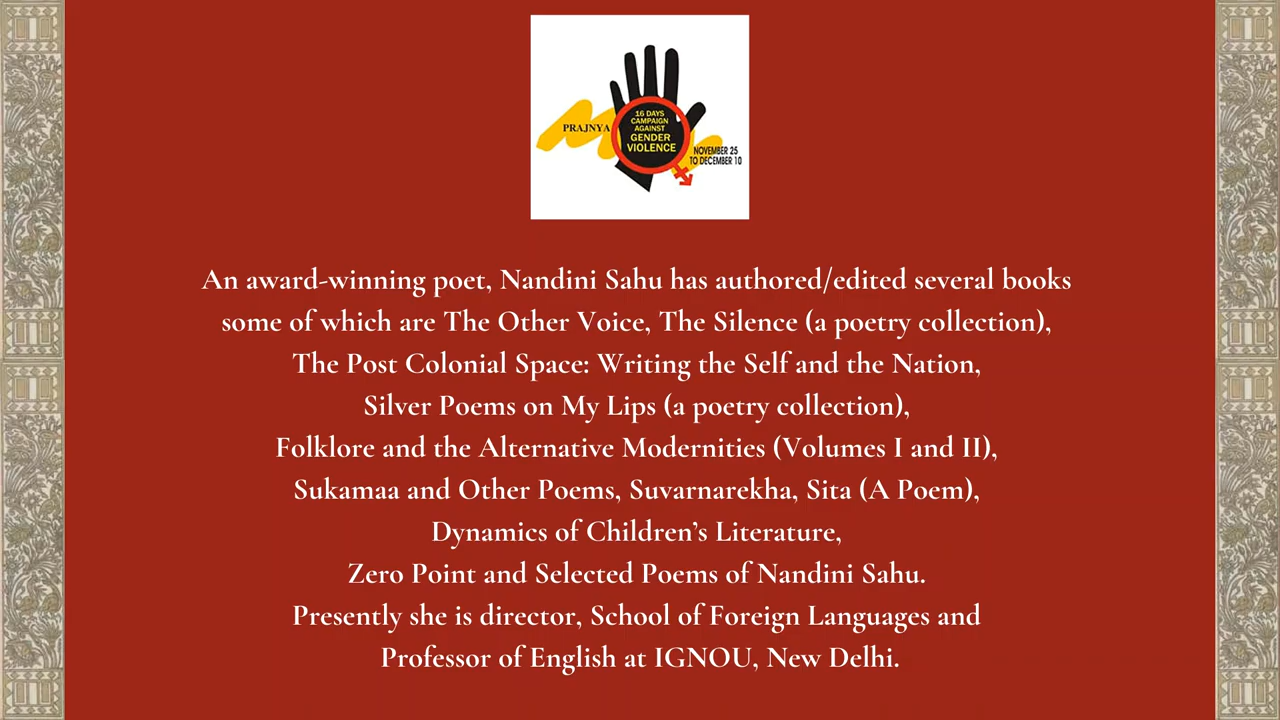 PRAJNYA
16 DAYS
CAMPAIGN
AGAINST
GENDER
VIOLENCE
NOVEMBER 25
TO DECEMBER 10
An award-winning poet, Nandini Sahu has authored/edited several books
some of which are The Other Voice, The Silence (a poetry collection),
The Post Colonial Space: Writing the Self and the Nation,
Silver Poems on My Lips (a poetry collection),
Folklore and the Alternative Modernities (Volumes I and II),
Sukamaa and Other Poems, Suvarnarekha, Sita (A Poem),
Dynamics of Children’s Literature,
Zero Point and Selected Poems of Nandini Sahu.
Presently she is director, School of Foreign Languages and
Professor of English at IGNOU, New Delhi.